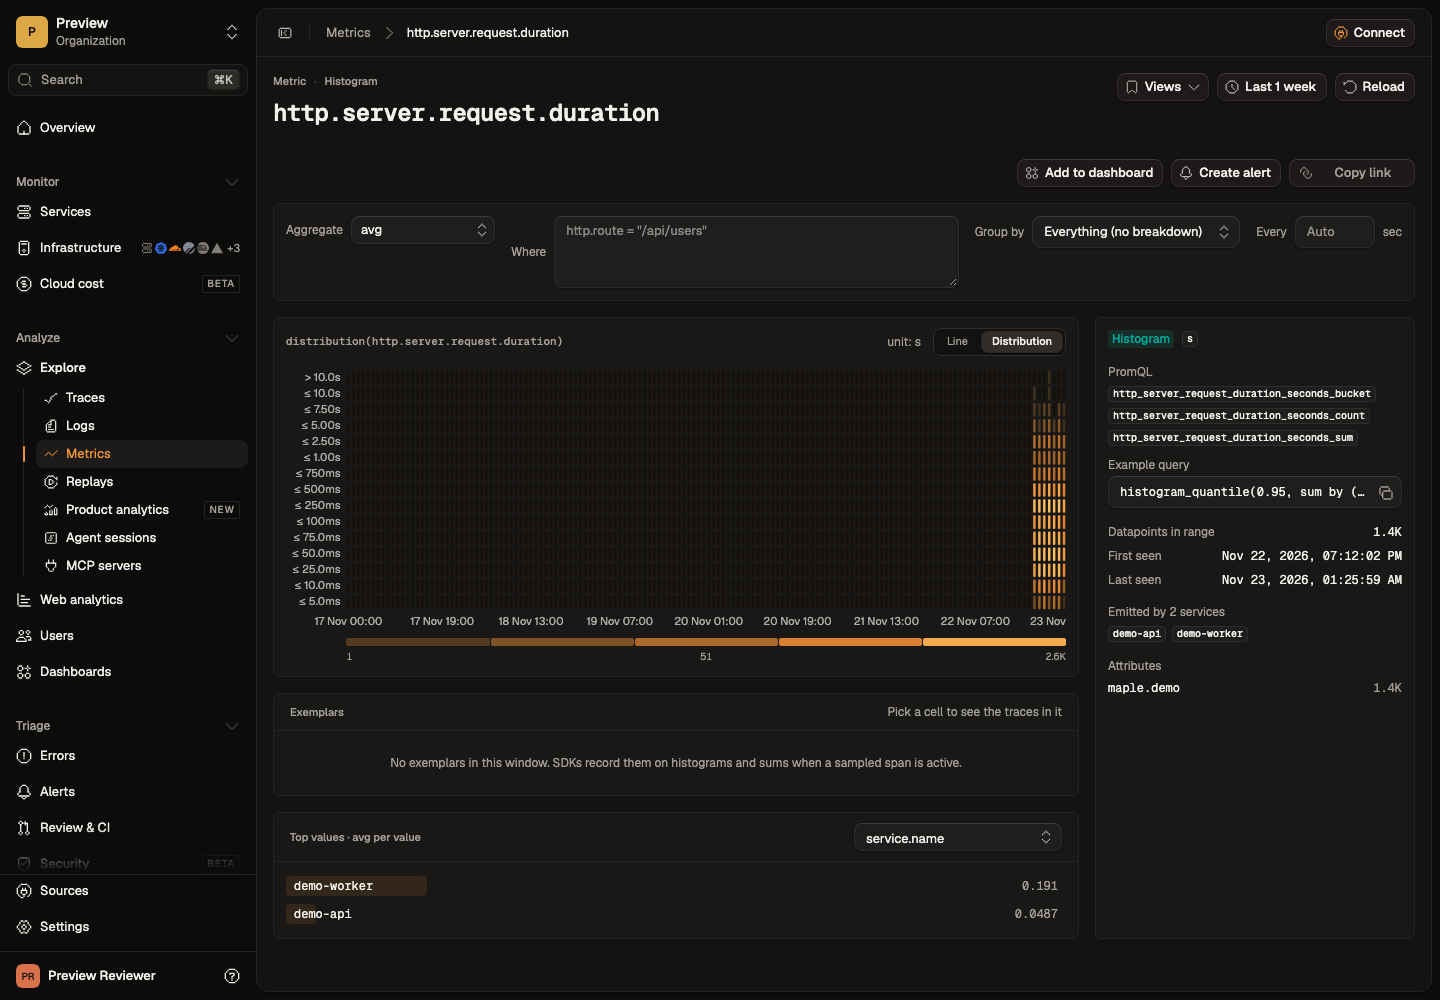 P
Preview
Organization
Search
⌘K
Overview
Monitor
Services
Infrastructure
+3
Cloud cost
BETA
Analyze
Explore
Traces
Logs
Metrics
Replays
Product analytics
NEW
Agent sessions
MCP servers
Web analytics
Users
Dashboards
Triage
Errors
Alerts
Review & CI
Security
BETA
Sources
Settings
PR
Preview Reviewer
Metrics
http.server.request.duration
Connect
Metric · Histogram
http.server.request.duration
Views
Last 1 week
Reload
Add to dashboard
Create alert
Copy link
Aggregate
avg
Where
http.route = "/api/users"
Group by
Everything (no breakdown)
Every
Auto
sec
distribution(http.server.request.duration)
unit: s
Line
Distribution
> 10.0s
≤ 10.0s
≤ 7.50s
≤ 5.00s
≤ 2.50s
≤ 1.00s
≤ 750ms
≤ 500ms
≤ 250ms
≤ 100ms
≤ 75.0ms
≤ 50.0ms
≤ 25.0ms
≤ 10.0ms
≤ 5.0ms
17 Nov 00:00
17 Nov 19:00
18 Nov 13:00
19 Nov 07:00
20 Nov 01:00
20 Nov 19:00
21 Nov 13:00
22 Nov 07:00
23 Nov
1
51
2.6K
Exemplars
Pick a cell to see the traces in it
No exemplars in this window. SDKs record them on histograms and sums when a sampled span is active.
Top values · avg per value
service.name
demo-worker
0.191
demo-api
0.0487
Histogram
s
PromQL
http_server_request_duration_seconds_bucket
http_server_request_duration_seconds_count
http_server_request_duration_seconds_sum
Example query
histogram_quantile(0.95, sum by (…
Datapoints in range
1.4K
First seen
Nov 22, 2026, 07:12:02 PM
Last seen
Nov 23, 2026, 01:25:59 AM
Emitted by 2 services
demo-api
demo-worker
Attributes
maple.demo
1.4K